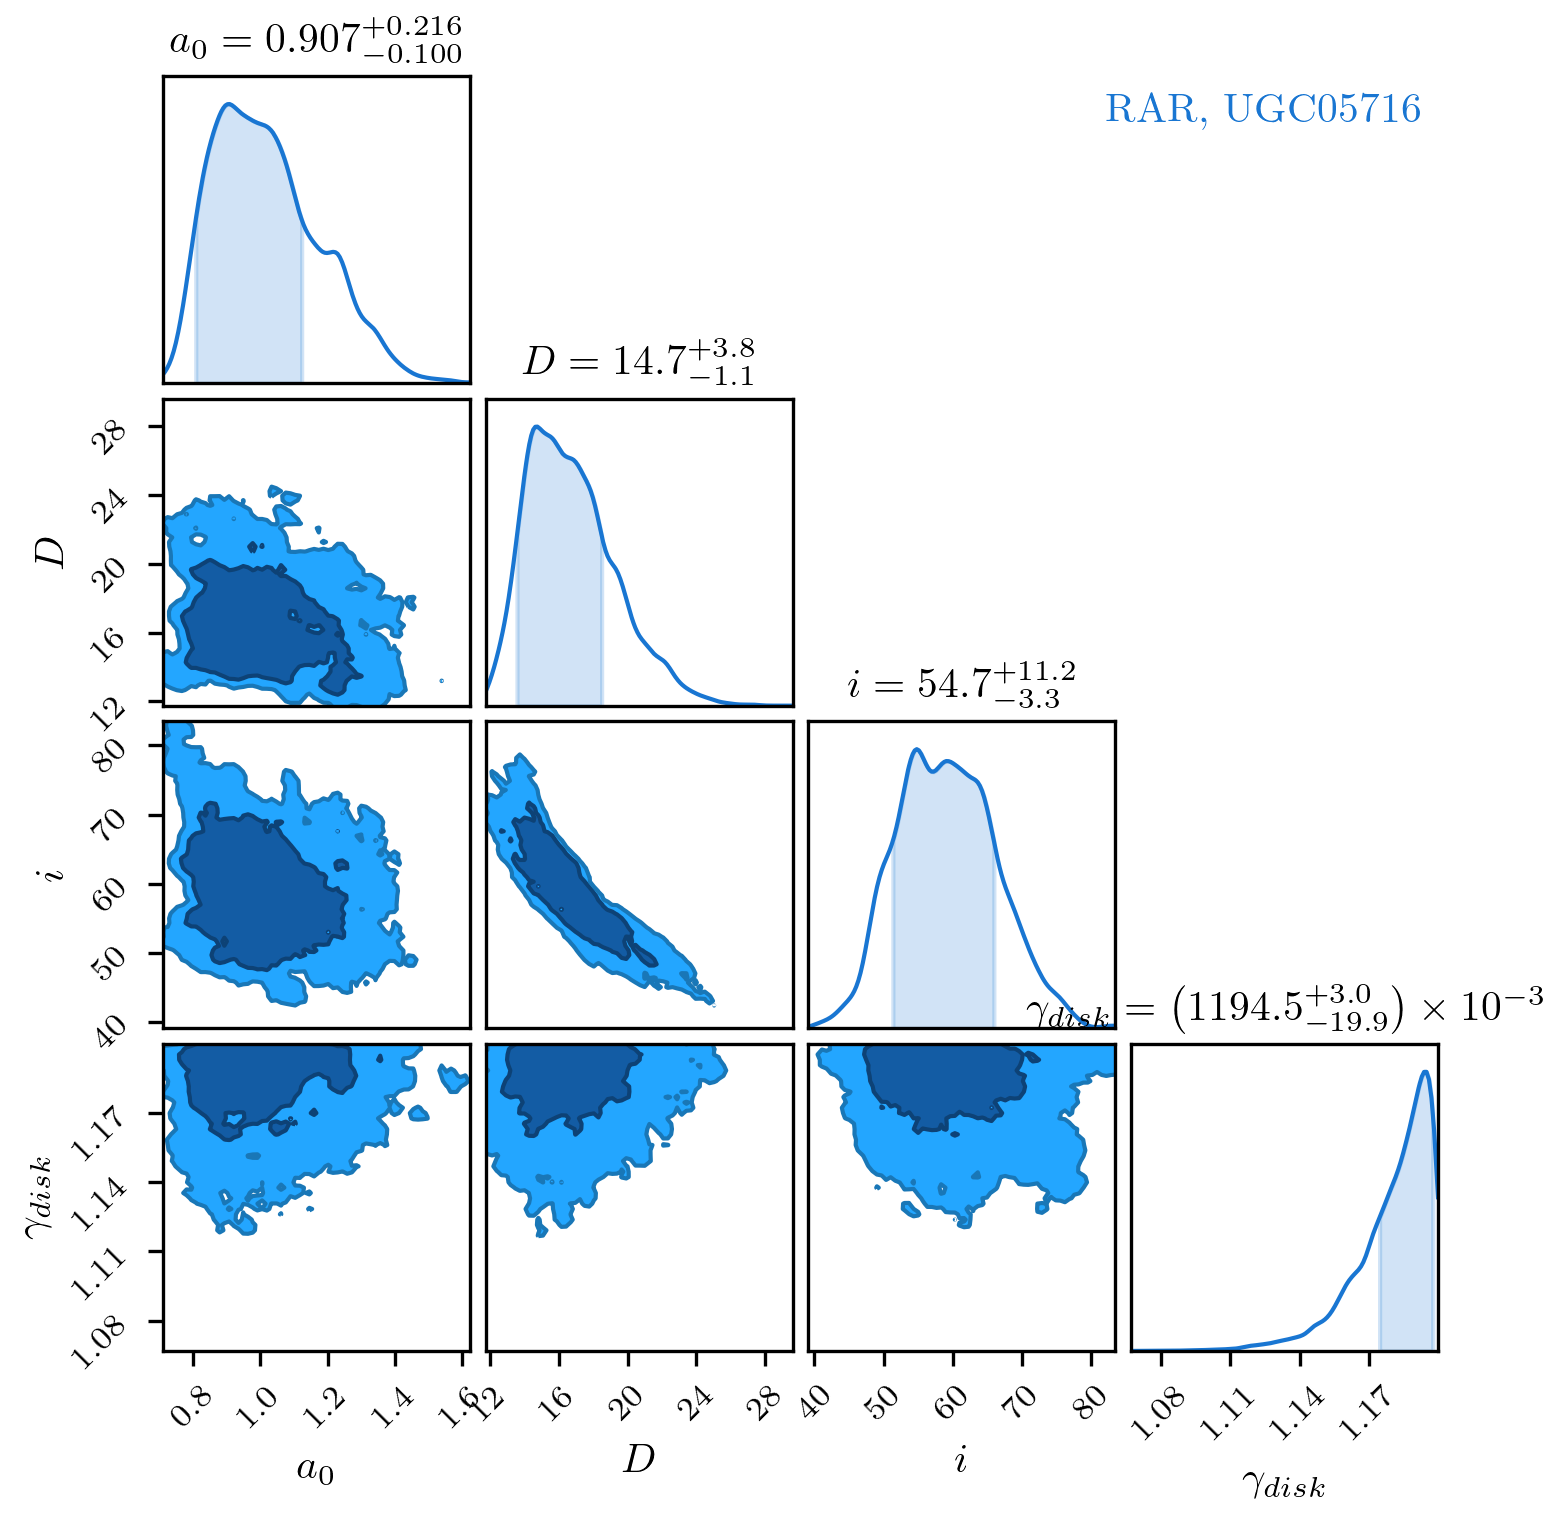 a₀ = 0.907⁺⁰·²¹⁶₋₀.₁₀₀
RAR, UGC05716
D = 14.7⁺³·⁸₋₁.₁
28
24
20
16
12
D
i = 54.7⁺¹¹·²₋₃.₃
80
70
60
50
40
i
γ_disk = (1194.5⁺³·⁰₋₁₉.₉) × 10⁻³
1.17
1.14
1.11
1.08
γ_disk
0.8 1.0 1.2 1.4 1.6
12 16 20 24 28
40 50 60 70 80
1.08 1.11 1.14 1.17
a₀
D
i
γ_disk